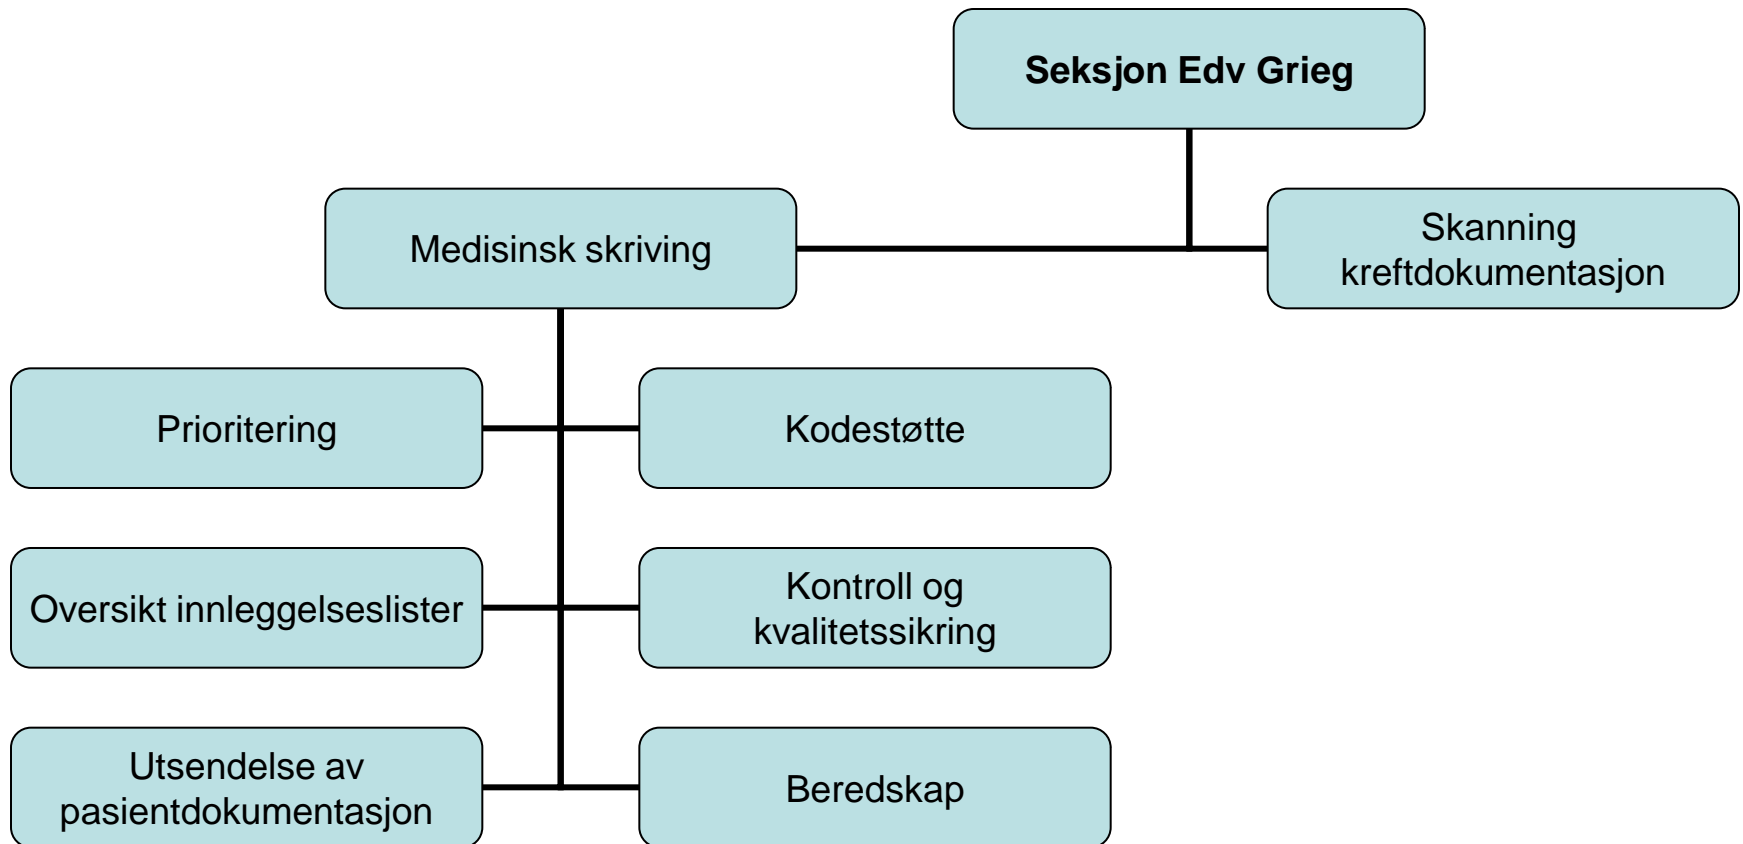 Seksjon Edv Grieg
Medisinsk skriving
Skanning
kreftdokumentasjon
Prioritering
Kodestøtte
Oversikt innleggelseslister
Kontroll og
kvalitetssikring
Utsendelse av
pasientdokumentasjon
Beredskap